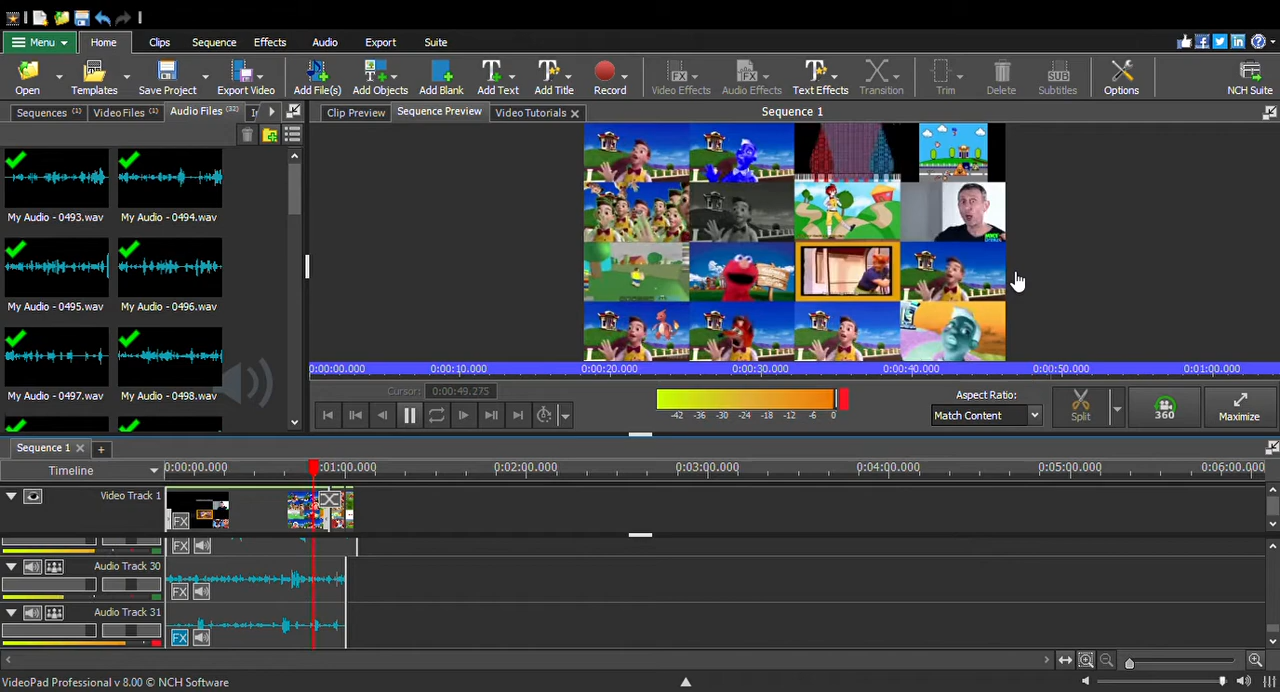 Menu Home Clips Sequence Effects Audio Export Suite
Open Templates Save Project Export Video Add File(s) Add Objects Add Blank Add Text Add Title Record Video Effects Audio Effects Text Effects Transition Trim Delete Subtitles Options NCH Suite
Sequences (1) Video Files (1) Audio Files (32)
Clip Preview Sequence Preview Video Tutorials
Sequence 1
My Audio - 0493.wav My Audio - 0494.wav
My Audio - 0495.wav My Audio - 0496.wav
My Audio - 0497.wav My Audio - 0498.wav
0:00:00.000 0:00:10.000 0:00:20.000 0:00:30.000 0:00:40.000 0:00:50.000 0:01:00.000
Cursor: 0:00:49.275
-42 -36 -30 -24 -18 -12 -6 0
Aspect Ratio:
Match Content
Split
360
Maximize
Sequence 1
Timeline
0:00:00.000 0:01:00.000 0:02:00.000 0:03:00.000 0:04:00.000 0:05:00.000 0:06:00.000
Video Track 1
FX
FX
Audio Track 30
FX
Audio Track 31
FX
VideoPad Professional v 8.00 © NCH Software